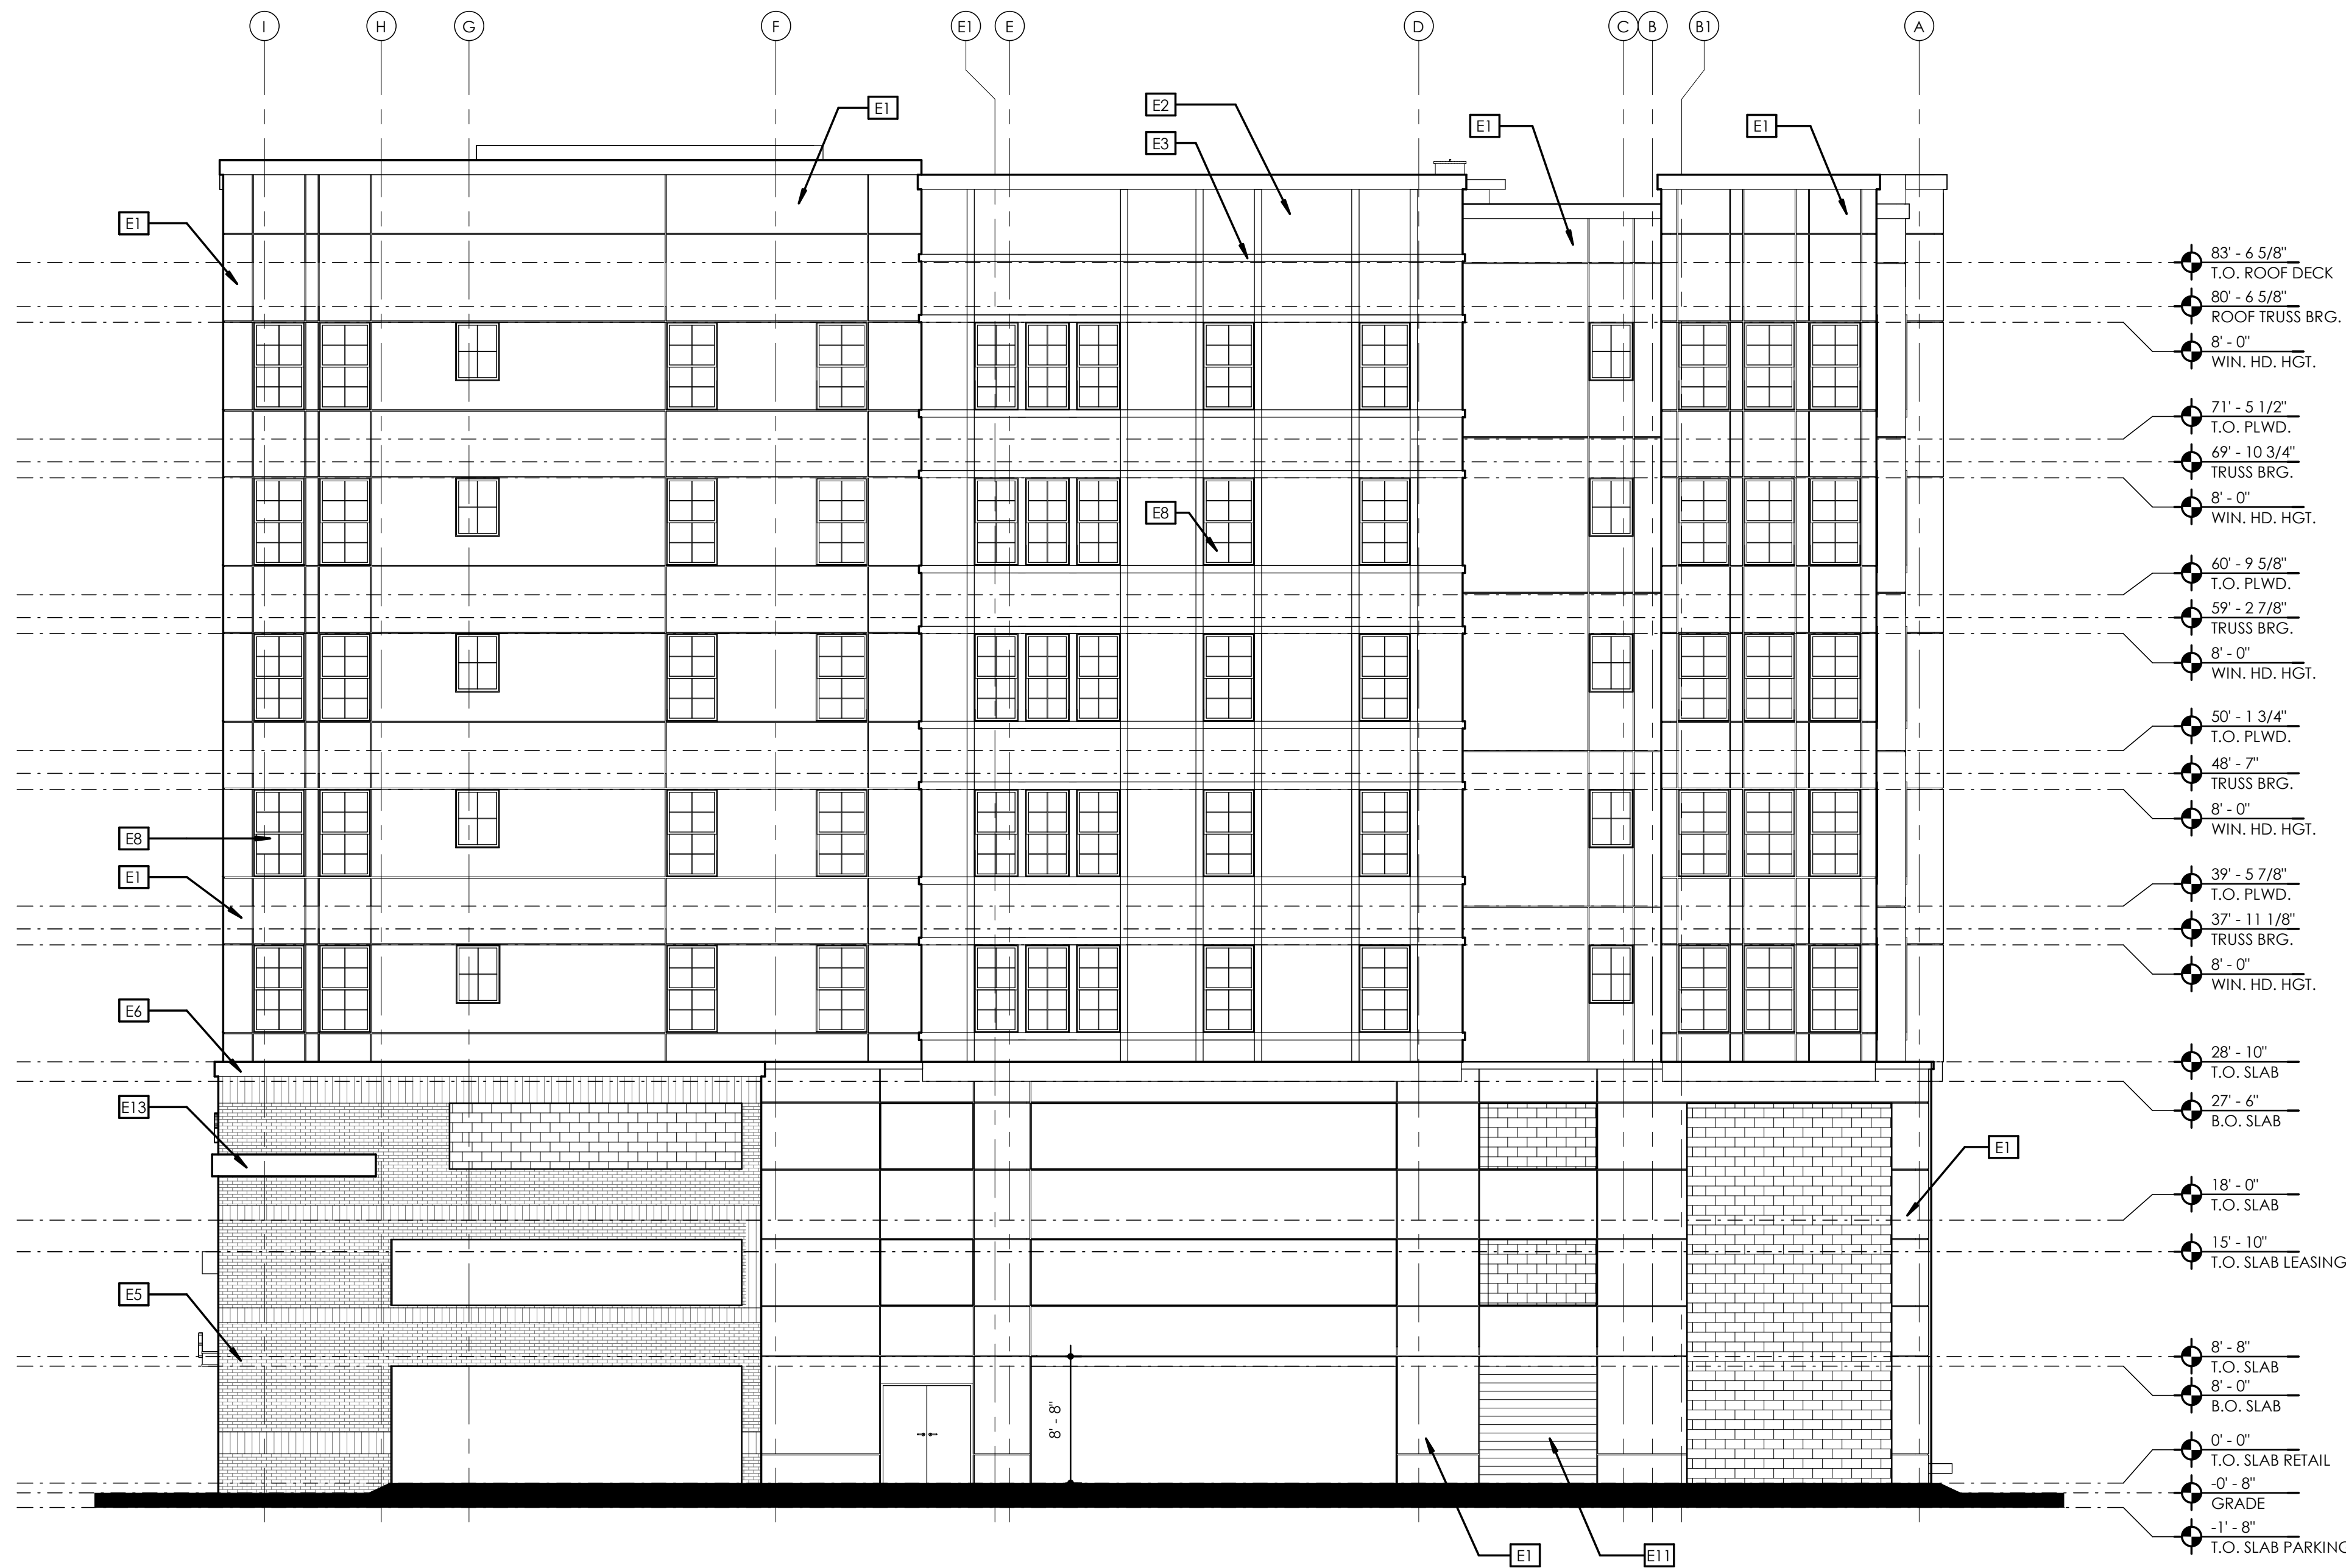 I H G F E1 E D C B B1 A
E1
E2
E3
E1
E1
E1
83' - 6 5/8"
T.O. ROOF DECK
80' - 6 5/8"
ROOF TRUSS BRG.
8' - 0"
WIN. HD. HGT.
71' - 5 1/2"
T.O. PLWD.
69' - 10 3/4"
TRUSS BRG.
8' - 0"
WIN. HD. HGT.
E8
60' - 9 5/8"
T.O. PLWD.
59' - 2 7/8"
TRUSS BRG.
8' - 0"
WIN. HD. HGT.
50' - 1 3/4"
T.O. PLWD.
48' - 7"
TRUSS BRG.
8' - 0"
WIN. HD. HGT.
E8
E1
39' - 5 7/8"
T.O. PLWD.
37' - 11 1/8"
TRUSS BRG.
8' - 0"
WIN. HD. HGT.
E6
28' - 10"
T.O. SLAB
27' - 6"
B.O. SLAB
E13
E1
18' - 0"
T.O. SLAB
15' - 10"
T.O. SLAB LEASING
E5
8' - 8"
T.O. SLAB
8' - 0"
B.O. SLAB
8' - 8"
0' - 0"
T.O. SLAB RETAIL
-0' - 8"
GRADE
-1' - 8"
T.O. SLAB PARKING
E1
E11